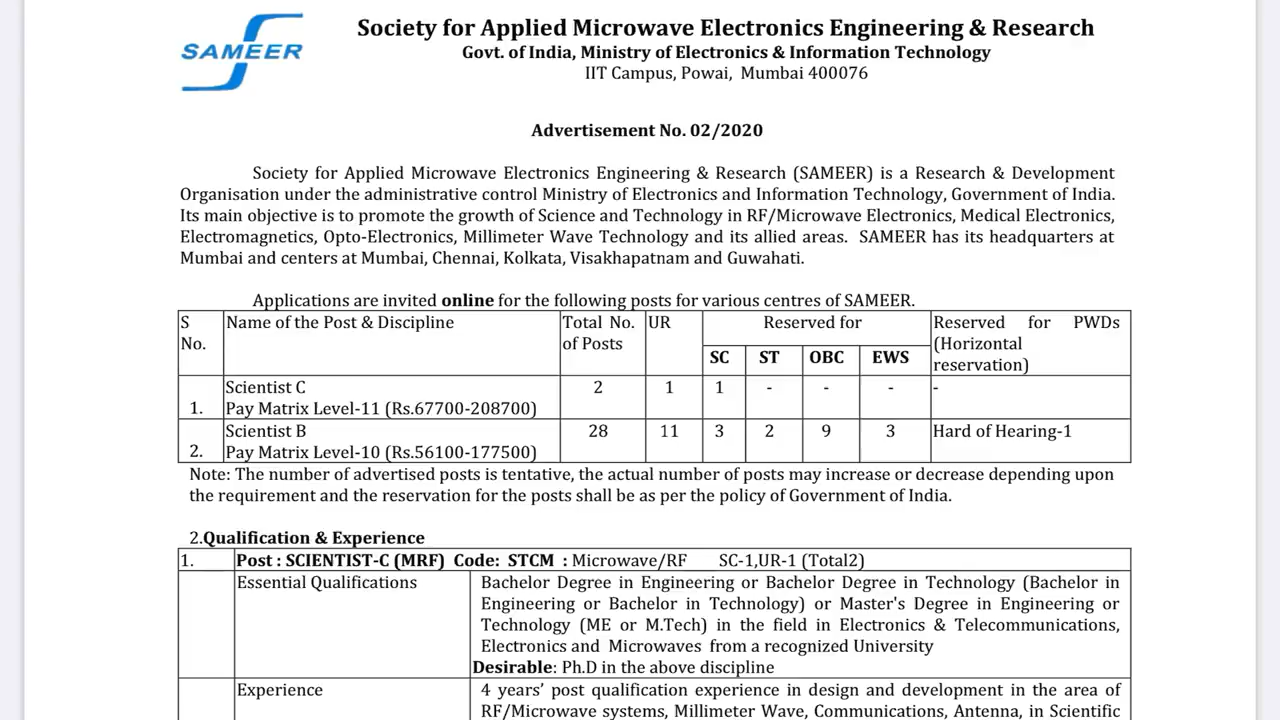 SAMEER
Society for Applied Microwave Electronics Engineering & Research
Govt. of India, Ministry of Electronics & Information Technology
IIT Campus, Powai, Mumbai 400076
Advertisement No. 02/2020
Society for Applied Microwave Electronics Engineering & Research (SAMEER) is a Research & Development
Organisation under the administrative control Ministry of Electronics and Information Technology, Government of India.
Its main objective is to promote the growth of Science and Technology in RF/Microwave Electronics, Medical Electronics,
Electromagnetics, Opto-Electronics, Millimeter Wave Technology and its allied areas. SAMEER has its headquarters at
Mumbai and centers at Mumbai, Chennai, Kolkata, Visakhapatnam and Guwahati.
Applications are invited online for the following posts for various centres of SAMEER.
S Name of the Post & Discipline Total No. UR Reserved for Reserved for PWDs
No. of Posts (Horizontal
SC ST OBC EWS reservation)
Scientist C 2 1 1 - - - -
1. Pay Matrix Level-11 (Rs.67700-208700)
Scientist B 28 11 3 2 9 3 Hard of Hearing-1
2. Pay Matrix Level-10 (Rs.56100-177500)
Note: The number of advertised posts is tentative, the actual number of posts may increase or decrease depending upon
the requirement and the reservation for the posts shall be as per the policy of Government of India.
2.Qualification & Experience
1. Post : SCIENTIST-C (MRF) Code: STCM : Microwave/RF SC-1,UR-1 (Total2)
Essential Qualifications Bachelor Degree in Engineering or Bachelor Degree in Technology (Bachelor in
Engineering or Bachelor in Technology) or Master's Degree in Engineering or
Technology (ME or M.Tech) in the field in Electronics & Telecommunications,
Electronics and Microwaves from a recognized University
Desirable: Ph.D in the above discipline
Experience 4 years' post qualification experience in design and development in the area of
RF/Microwave systems, Millimeter Wave, Communications, Antenna, in Scientific